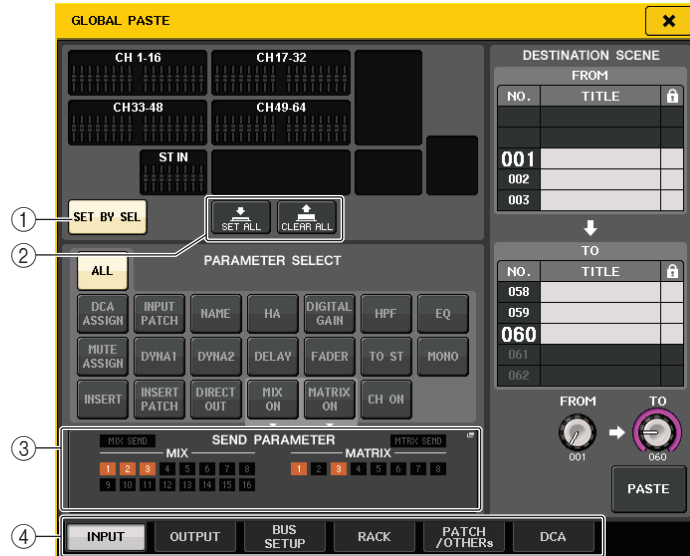 GLOBAL PASTE
CH 1-16
CH17-32
CH33-48
CH49-64
ST IN
① SET BY SEL
②
SET ALL
CLEAR ALL
ALL
PARAMETER SELECT
DCA ASSIGN
INPUT PATCH
NAME
HA
DIGITAL GAIN
HPF
EQ
MUTE ASSIGN
DYNA1
DYNA2
DELAY
FADER
TO ST
MONO
INSERT
INSERT PATCH
DIRECT OUT
MIX ON
MATRIX ON
CH ON
③
MIX SEND
SEND PARAMETER
MTRX SEND
MIX
MATRIX
1 2 3 4 5 6 7 8
1 2 3 4 5 6 7 8
9 10 11 12 13 14 15 16
④
INPUT
OUTPUT
BUS SETUP
RACK
PATCH /OTHERs
DCA
DESTINATION SCENE
FROM
NO. TITLE
001
002
003
TO
NO. TITLE
058
059
060
061
062
FROM
TO
001
060
PASTE